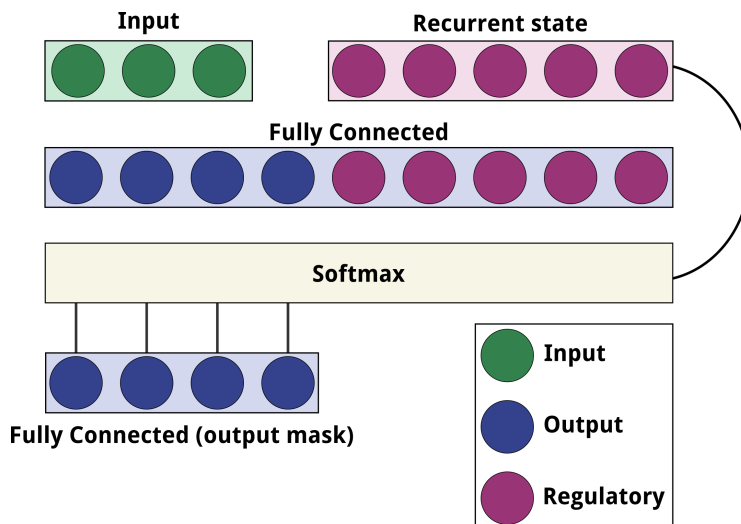 Input
Recurrent state
Fully Connected
Softmax
Fully Connected (output mask)
Input
Output
Regulatory